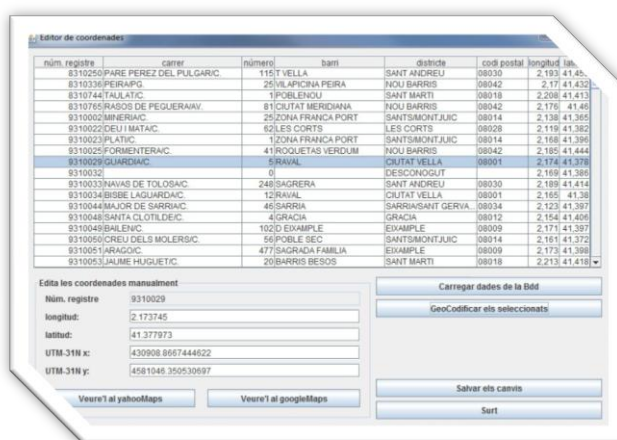 Editor de coordenades
núm. registre carrer número barri districte codi postal longitud
8310250 PARE PEREZ DEL PULGAR/C. 115 T VELLA SANT ANDREU 08030 2,193
8310336 PEIRA/PG. 25 VILAPICINA PEIRA NOU BARRIS 08042 2,17 41,432
8310744 TAULAT/C. 1 POBLENOU SANT MARTI 08018 2,208 41,413
8310765 RASOS DE PEGUERA/AV. 81 CIUTAT MERIDIANA NOU BARRIS 08042 2,176 41,46
9310002 MINERIA/C. 25 ZONA FRANCA PORT SANTS/MONTJUIC 08014 2,138 41,365
9310022 DEU I MATA/C. 62 LES CORTS LES CORTS 08028 2,119 41,382
9310023 PLATI/C. 1 ZONA FRANCA PORT SANTS/MONTJUIC 08014 2,168 41,396
9310025 FORMENTERA/C. 41 ROQUETAS VERDUM NOU BARRIS 08042 2,185 41,444
9310029 GUARDIA/C. 5 RAVAL CIUTAT VELLA 08001 2,174 41,378
9310032 0 DESCONOGUT 2,169 41,386
9310033 NAVAS DE TOLOSA/C. 248 SAGRERA SANT ANDREU 08030 2,189 41,414
9310034 BISBE LAGUARDA/C. 12 RAVAL CIUTAT VELLA 08001 2,165 41,38
9310044 MAJOR DE SARRIA/C. 46 SARRIA SARRIA/SANT GERVA... 08034 2,123 41,397
9310048 SANTA CLOTILDE/C. 4 GRACIA GRACIA 08012 2,154 41,406
9310049 BAILEN/C. 102 D EIXAMPLE EIXAMPLE 08009 2,171 41,397
9310050 CREU DELS MOLERS/C. 56 POBLE SEC SANTS/MONTJUIC 08014 2,161 41,372
9310051 ARAGO/C. 477 SAGRADA FAMILIA EIXAMPLE 08009 2,173 41,398
9310053 JAUME HUGUET/C. 20 BARRIS BESOS SANT MARTI 08018 2,213 41,418
Edita les coordenades manualment
Núm. registre 9310029
longitud: 2.173745
latitud: 41.377973
UTM-31N x: 430908.8667444622
UTM-31N y: 4581046.350530697
Veure'l al yahooMaps Veure'l al googleMaps
Carregar dades de la Bdd
GeoCodificar els seleccionats
Salvar els canvis
Surt